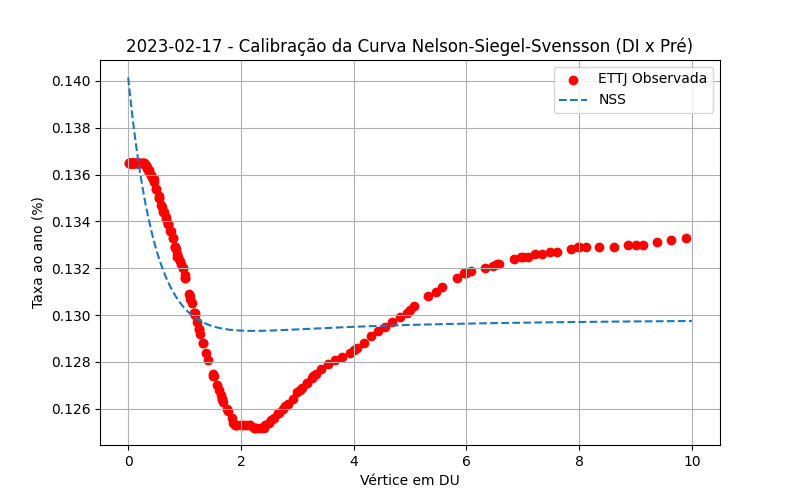 2023-02-17 - Calibração da Curva Nelson-Siegel-Svensson (DI x Pré)
ETTJ Observada
NSS
Taxa ao ano (%)
0.140
0.138
0.136
0.134
0.132
0.130
0.128
0.126
0 2 4 6 8 10
Vértice em DU